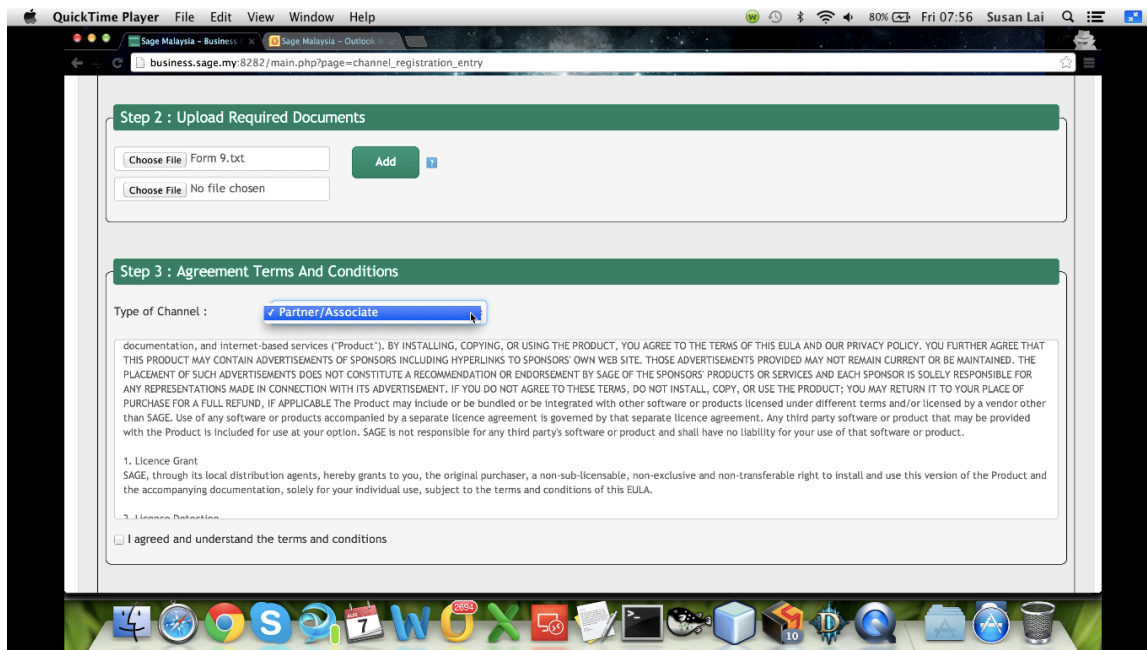 QuickTime Player File Edit View Window Help 80% Fri 07:56 Susan Lai
Sage Malaysia - Business Sage Malaysia - Outlook
business.sage.my:8282/main.php?page=channel_registration_entry
Step 2 : Upload Required Documents
Choose File Form 9.txt Add ?
Choose File No file chosen
Step 3 : Agreement Terms And Conditions
Type of Channel : ✓ Partner/Associate
documentation, and internet-based services ("Product"). BY INSTALLING, COPYING, OR USING THE PRODUCT, YOU AGREE TO THE TERMS OF THIS EULA AND OUR PRIVACY POLICY. YOU FURTHER AGREE THAT
THIS PRODUCT MAY CONTAIN ADVERTISEMENTS OF SPONSORS INCLUDING HYPERLINKS TO SPONSORS' OWN WEB SITE. THOSE ADVERTISEMENTS PROVIDED MAY NOT REMAIN CURRENT OR BE MAINTAINED. THE
PLACEMENT OF SUCH ADVERTISEMENTS DOES NOT CONSTITUTE A RECOMMENDATION OR ENDORSEMENT BY SAGE OF THE SPONSORS' PRODUCTS OR SERVICES AND EACH SPONSOR IS SOLELY RESPONSIBLE FOR
ANY REPRESENTATIONS MADE IN CONNECTION WITH ITS ADVERTISEMENT. IF YOU DO NOT AGREE TO THESE TERMS, DO NOT INSTALL, COPY, OR USE THE PRODUCT; YOU MAY RETURN IT TO YOUR PLACE OF
PURCHASE FOR A FULL REFUND, IF APPLICABLE The Product may include or be bundled or be integrated with other software or products licensed under different terms and/or licensed by a vendor other
than SAGE. Use of any software or products accompanied by a separate licence agreement is governed by that separate licence agreement. Any third party software or product that may be provided
with the Product is included for use at your option. SAGE is not responsible for any third party's software or product and shall have no liability for your use of that software or product.
1. Licence Grant
SAGE, through its local distribution agents, hereby grants to you, the original purchaser, a non-sub-licensable, non-exclusive and non-transferable right to install and use this version of the Product and
the accompanying documentation, solely for your individual use, subject to the terms and conditions of this EULA.
I agreed and understand the terms and conditions
2694
AUG
7
10